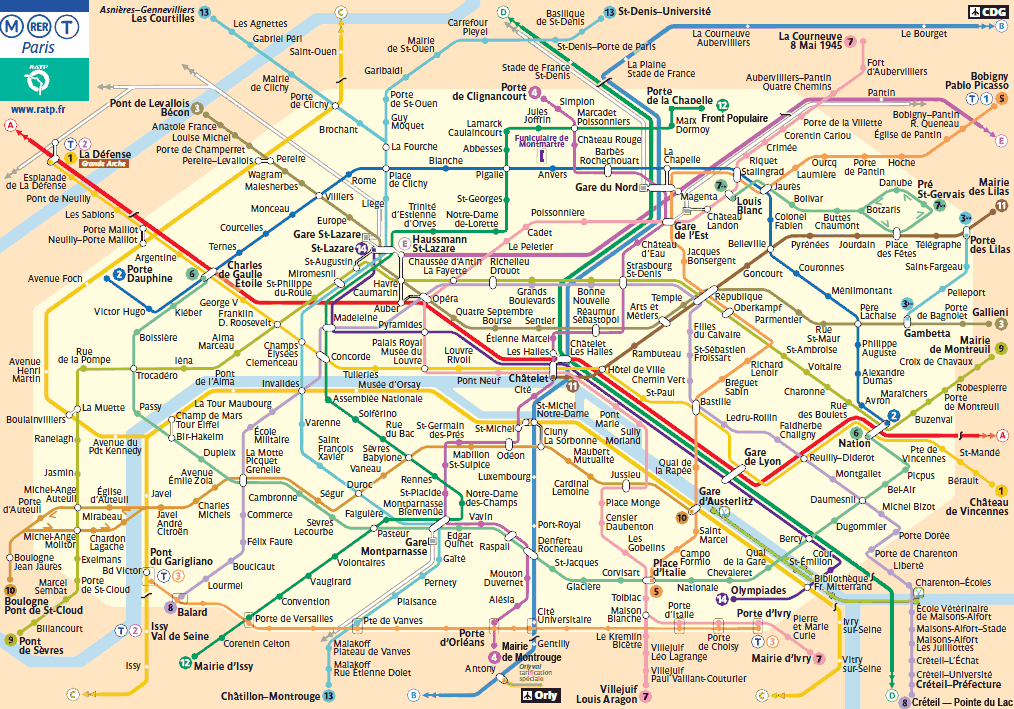 M RER T
Paris
RATP
www.ratp.fr
Asnières–Gennevilliers
Les Courtilles
13
C
D
Basilique
de St-Denis
13
St-Denis–Université
CDG
B
Les Agnettes
Gabriel Péri
Saint-Ouen
Carrefour
Pleyel
Mairie
de St-Ouen
St-Denis–Porte de Paris
La Courneuve
Aubervilliers
La Courneuve
8 Mai 1945
7
Le Bourget
Garibaldi
Stade de France
St-Denis
La Plaine
Stade de France
Fort
d'Aubervilliers
Mairie
de Clichy
Porte
de Clichy
Porte
de St-Ouen
Porte
de Clignancourt
4
Simplon
Porte
de la Chapelle
12
Front Populaire
Aubervilliers–Pantin
Quatre Chemins
Pantin
Bobigny
Pablo Picasso
T 1 5
Pont de Levallois
Bécon
3
Anatole France
Louise Michel
Porte de Champerret
Pereire–Levallois
Pereire
Brochant
Guy
Môquet
La Fourche
Jules
Joffrin
Marcadet
Poissonniers
Lamarck
Caulaincourt
Abbesses
Funiculaire de
Montmartre
Château Rouge
Barbès
Rochechouart
Marx
Dormoy
La
Chapelle
Porte de la Villette
Corentin Cariou
Crimée
Riquet
Stalingrad
Bobigny–Pantin
R. Queneau
Église de Pantin
Ourcq
Porte
de Pantin
Hoche
Laumière
E
A
T 2
1
La Défense
Grande Arche
Esplanade
de La Défense
Pont de Neuilly
Les Sablons
Porte Maillot
Neuilly–Porte Maillot
Argentine
Wagram
Malesherbes
Monceau
Courcelles
Ternes
Rome
Villiers
Place
de Clichy
Blanche
Pigalle
Anvers
Gare du Nord
Magenta
7
Louis
Blanc
Jaurès
Bolivar
Danube
Botzaris
Buttes
Chaumont
Pré
St-Gervais
7
Mairie
des Lilas
11
3
Porte
des Lilas
Liège
Europe
Trinité
d'Estienne
d'Orves
St-Georges
Notre-Dame
de-Lorette
Poissonnière
Cadet
Le Peletier
Château
Landon
Gare
de l'Est
Château
d'Eau
Jacques
Bonsergent
Colonel
Fabien
Belleville
Pyrénées
Jourdain
Place
des Fêtes
Télégraphe
Saint-Fargeau
Gare St-Lazare
St-Lazare
14
E
Haussmann
St-Lazare
St-Augustin
Miromesnil
St-Philippe
du-Roule
Havre
Caumartin
Auber
Chaussée d'Antin
La Fayette
Richelieu
Drouot
Strasbourg
St-Denis
Goncourt
Couronnes
Ménilmontant
Pelleport
Avenue Foch
2
Porte
Dauphine
6
Charles
de Gaulle
Étoile
Victor Hugo
Kléber
George V
Franklin
D. Roosevelt
Madeleine
Opéra
Pyramides
Quatre Septembre
Bourse
Sentier
Grands
Boulevards
Bonne
Nouvelle
Réaumur
Sébastopol
Arts et
Métiers
Temple
République
Oberkampf
Parmentier
Père
Lachaise
3
Porte
de Bagnolet
Gambetta
Gallieni
3
Boissière
Alma
Marceau
Iéna
Champs
Élysées
Clemenceau
Concorde
Palais Royal
Musée du
Louvre
Louvre
Rivoli
Étienne Marcel
Les Halles
Châtelet
Les Halles
Rambuteau
Filles
du Calvaire
St-Sébastien
Froissart
Richard
Lenoir
Rue
St-Maur
St-Ambroise
Voltaire
Philippe
Auguste
Alexandre
Dumas
Mairie
de Montreuil
9
Croix de Chavaux
Robespierre
Avenue
Henri
Martin
Rue
de la Pompe
Trocadéro
Pont
de l'Alma
Invalides
Tuileries
Musée d'Orsay
Assemblée Nationale
Pont Neuf
Châtelet
11
Hôtel de Ville
Chemin Vert
St-Paul
Bréguet
Sabin
Bastille
Charonne
Rue
des Boulets
Maraîchers
Avron
2
Buzenval
Porte
de Montreuil
Boulainvilliers
La Muette
Passy
La Tour Maubourg
Champ de Mars
Tour Eiffel
Bir-Hakeim
Varenne
École
Militaire
Solférino
Rue
du Bac
St-Germain
des-Prés
Cité
St-Michel
St-Michel
Notre-Dame
Cluny
La Sorbonne
Pont
Marie
Sully
Morland
Ledru-Rollin
Faidherbe
Chaligny
6
Nation
A
Ranelagh
Avenue du
Pdt Kennedy
Dupleix
La Motte
Picquet
Grenelle
Saint
François
Xavier
Sèvres
Babylone
Vaneau
Mabillon
St-Sulpice
Odéon
Maubert
Mutualité
Quai de
la Rapée
Gare
de Lyon
Reuilly–Diderot
Pte de
Vincennes
St-Mandé
Jasmin
Michel-Ange
Auteuil
Église
d'Auteuil
Porte
d'Auteuil
Mirabeau
Javel
Javel
André
Citroën
Avenue
Émile Zola
Charles
Michels
Cambronne
Commerce
Ségur
Duroc
Rennes
St-Placide
Montparnasse
Bienvenüe
Notre-Dame
des-Champs
Luxembourg
Cardinal
Lemoine
Jussieu
Place Monge
Gare
d'Austerlitz
10
Montgallet
Picpus
Bel-Air
Daumesnil
Bérault
1
Château
de Vincennes
Michel-Ange
Molitor
Chardon
Lagache
Exelmans
Félix Faure
Sèvres
Lecourbe
Falguière
Pasteur
Volontaires
Gare
Montparnasse
Edgar
Quinet
Gaîté
Vavin
Raspail
Port-Royal
Denfert
Rochereau
Censier
Daubenton
Les
Gobelins
Saint
Marcel
Campo
Formio
Quai
de la Gare
Bercy
Cour
St-Émilion
Dugommier
Michel Bizot
Porte Dorée
Boulogne
Jean Jaurès
10
Boulogne
Pont de St-Cloud
Marcel
Sembat
Porte
de St-Cloud
Billancourt
9
Pont
de Sèvres
Pont
du Garigliano
T 3
Bd Victor
8 Balard
Boucicaut
Lourmel
Vaugirard
Convention
Pernety
Plaisance
Mouton
Duvernet
Alésia
St-Jacques
Glacière
Corvisart
Place
d'Italie
5
Nationale
Chevaleret
Bibliothèque
Fr. Mitterrand
14 Olympiades
Porte de Charenton
Liberté
Charenton–Écoles
T 2
Issy
Val de Seine
Issy
C
Porte de Versailles
Corentin Celton
12
Mairie d'Issy
Pte de Vanves
Malakoff
Plateau de Vanves
Malakoff
Rue Étienne Dolet
Châtillon–Montrouge
13
Porte
d'Orléans
Mairie
4 de Montrouge
Cité
Universitaire
Gentilly
Antony
Orlyval
tarification
spéciale
B
Orly
Tolbiac
Maison
Blanche
Porte
d'Italie
Le Kremlin
Bicêtre
Porte
de Choisy
Porte d'Ivry
T 3
Pierre
et Marie
Curie
Mairie d'Ivry
7
Villejuif
Léo Lagrange
Villejuif
Paul Vaillant-Couturier
Villejuif
Louis Aragon
7
Ivry
sur-Seine
Vitry
sur-Seine
C
D
École Vétérinaire
de Maisons-Alfort
Maisons-Alfort–Stade
Maisons-Alfort
Les Juilliottes
Créteil–L'Échat
Créteil–Université
Créteil–Préfecture
8 Créteil — Pointe du Lac